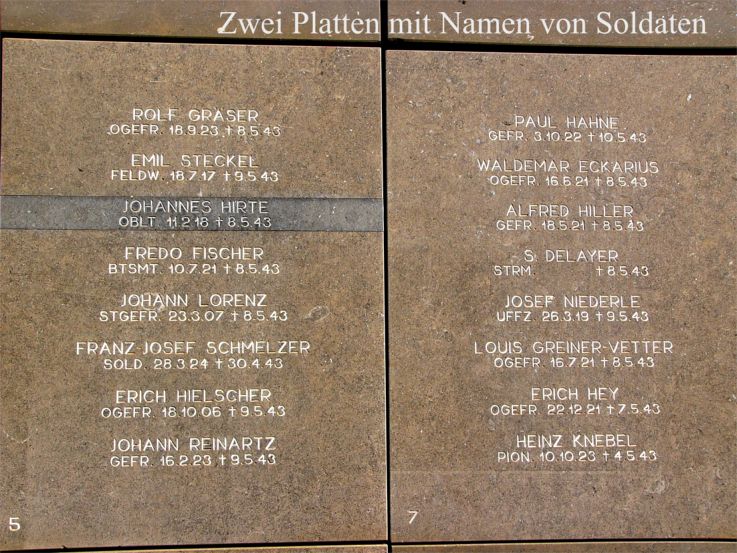 Zwei Platten mit Namen von Soldaten
ROLF GRÄSER
OGEFR. 18.9.23 † 8.5.43
EMIL STECKEL
FELDW. 18.7.17 † 9.5.43
JOHANNES HIRTE
OBLT. 11.2.18 † 8.5.43
FREDO FISCHER
BTSMT. 10.7.21 † 8.5.43
JOHANN LORENZ
STGEFR. 23.3.07 † 8.5.43
FRANZ-JOSEF SCHMELZER
SOLD. 28.3.24 † 30.4.43
ERICH HIELSCHER
OGEFR. 18.10.06 † 9.5.43
JOHANN REINARTZ
GEFR. 16.2.23 † 9.5.43
5
PAUL HAHNE
GEFR. 3.10.22 † 10.5.43
WALDEMAR ECKARIUS
OGEFR. 16.6.21 † 8.5.43
ALFRED HILLER
GEFR. 18.5.21 † 8.5.43
S. DELAYER
STRM. † 8.5.43
JOSEF NIEDERLE
UFFZ. 26.3.19 † 9.5.43
LOUIS GREINER-VETTER
OGEFR. 16.7.21 † 8.5.43
ERICH HEY
OGEFR. 22.12.21 † 7.5.43
HEINZ KNEBEL
PION. 10.10.23 † 4.5.43
7